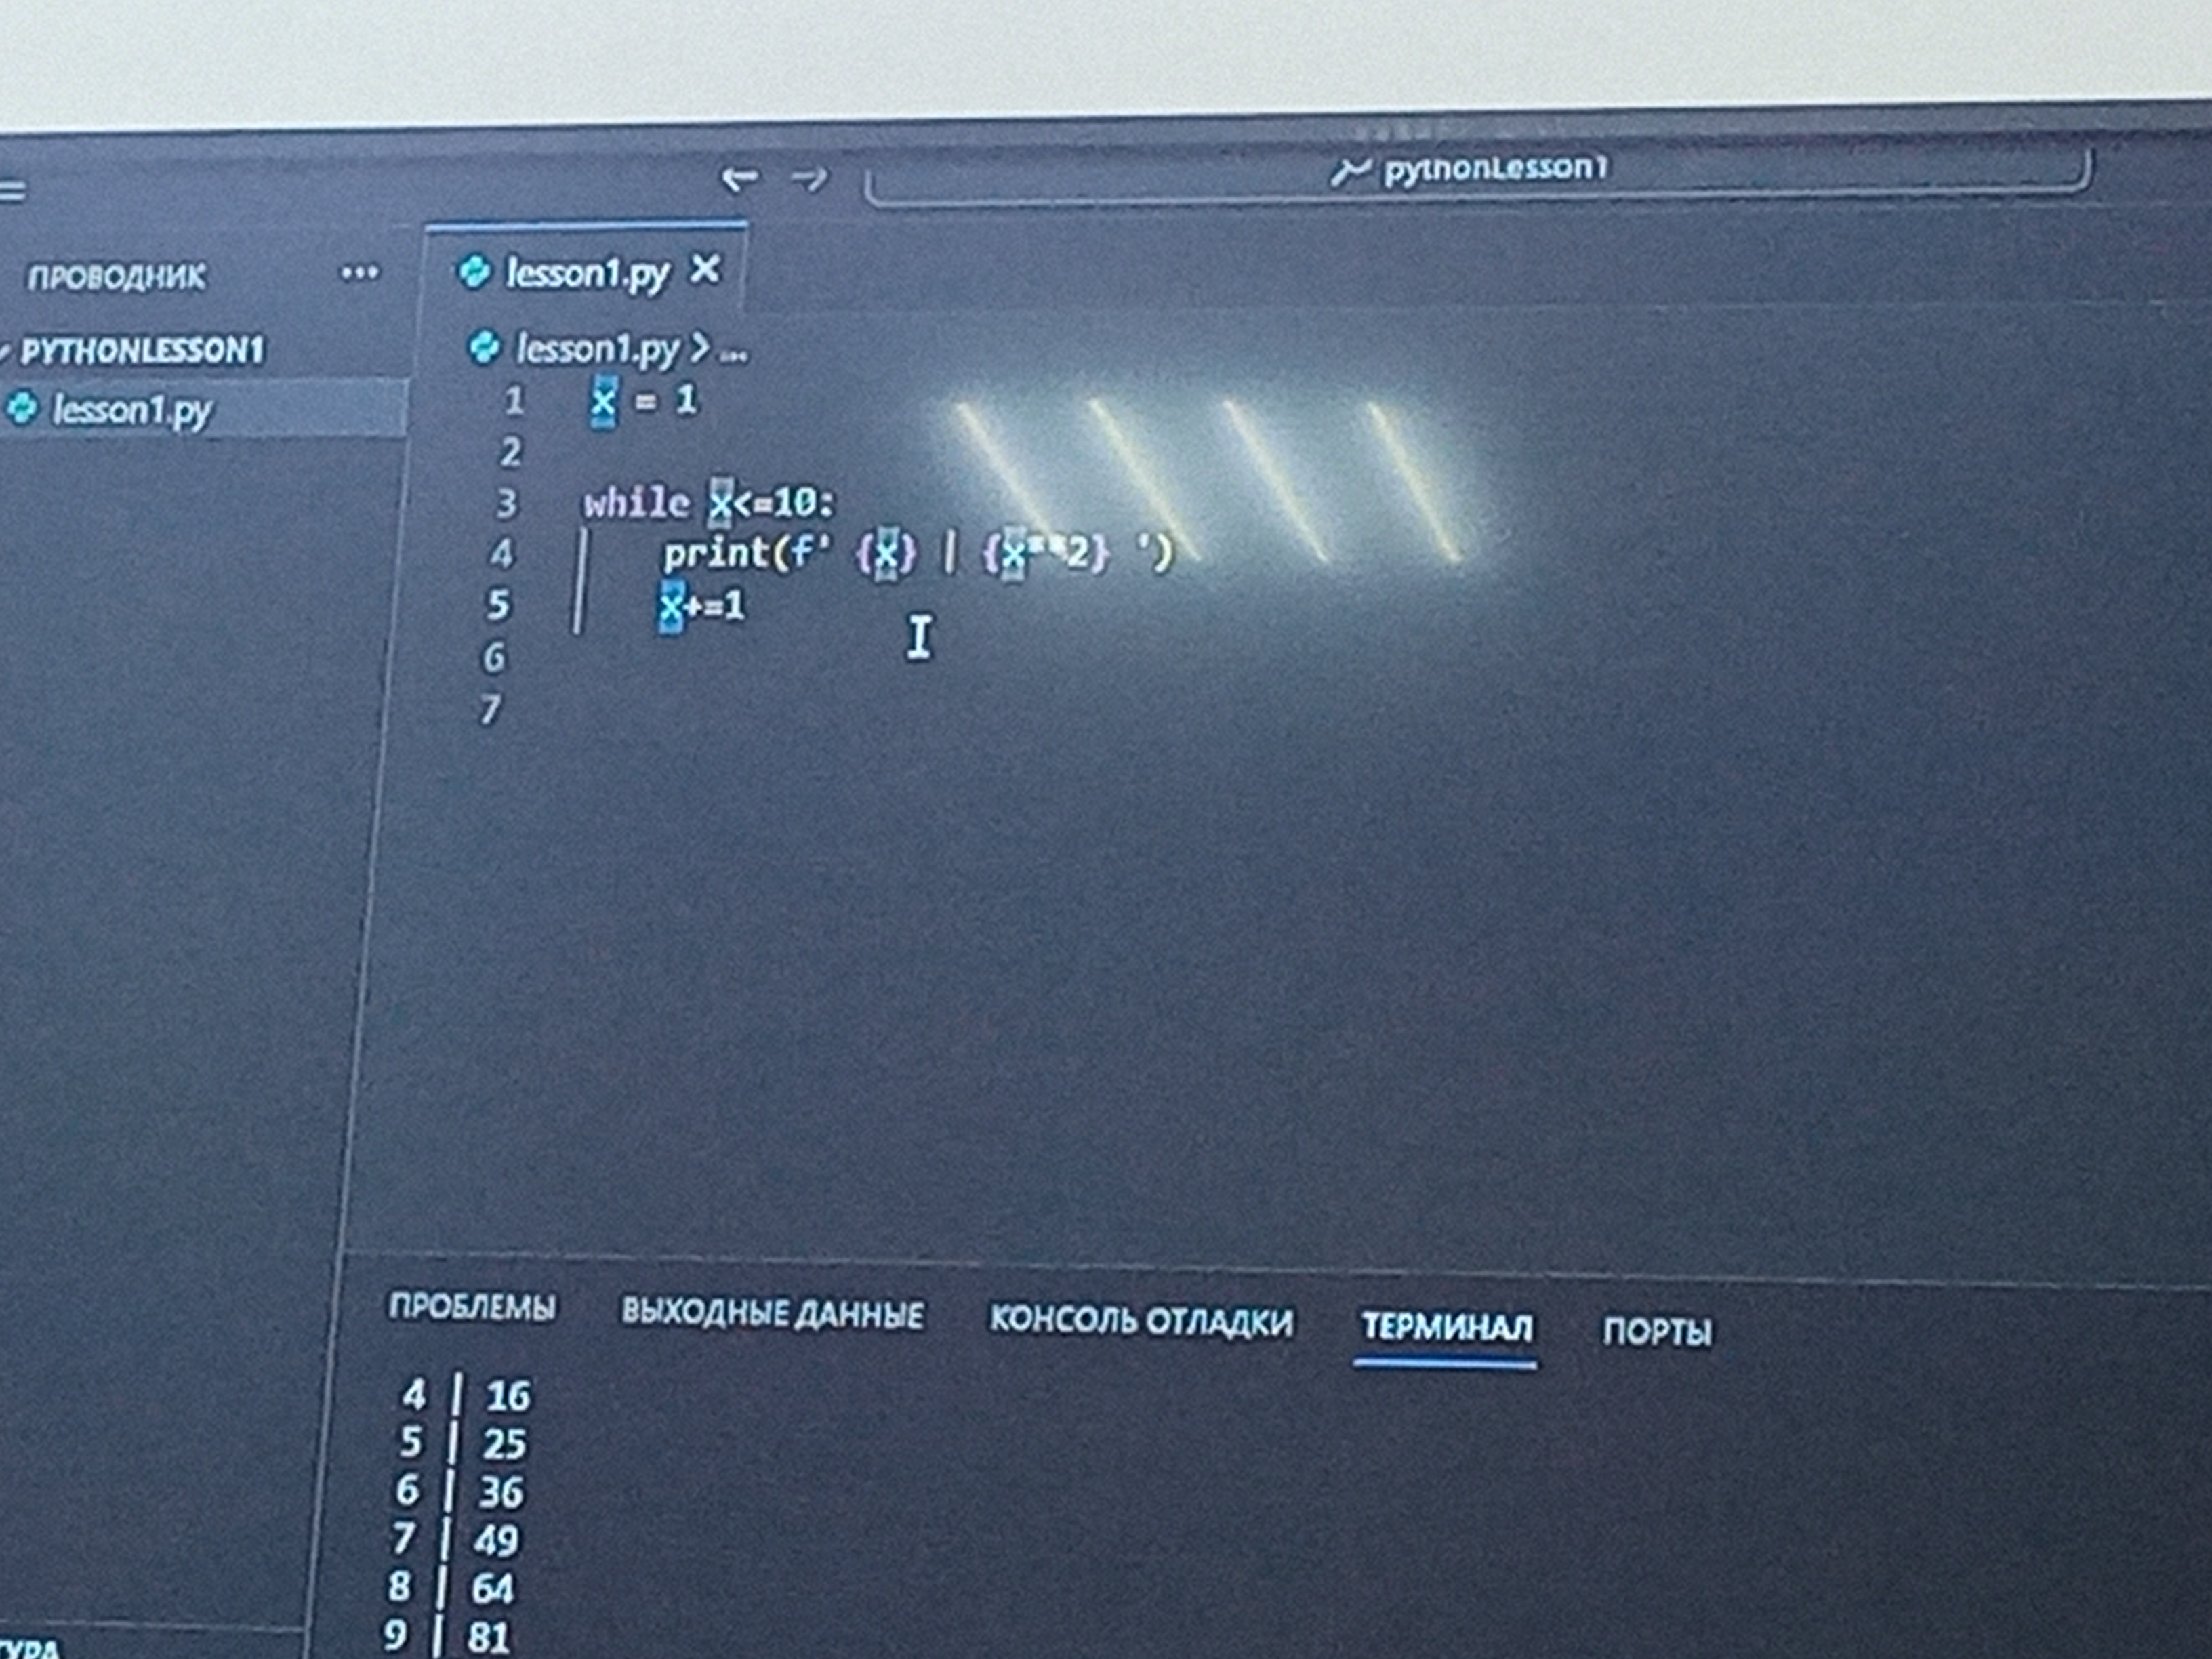 pythonLesson1
ПРОВОДНИК ...
lesson1.py
PYTHONLESSON1
lesson1.py
lesson1.py > ...
1 x = 1
2
3 while x<=10:
4 print(f' {x} | {x**2} ')
5 x+=1
6
7
ПРОБЛЕМЫ ВЫХОДНЫЕ ДАННЫЕ КОНСОЛЬ ОТЛАДКИ ТЕРМИНАЛ ПОРТЫ
4 | 16
5 | 25
6 | 36
7 | 49
8 | 64
9 | 81